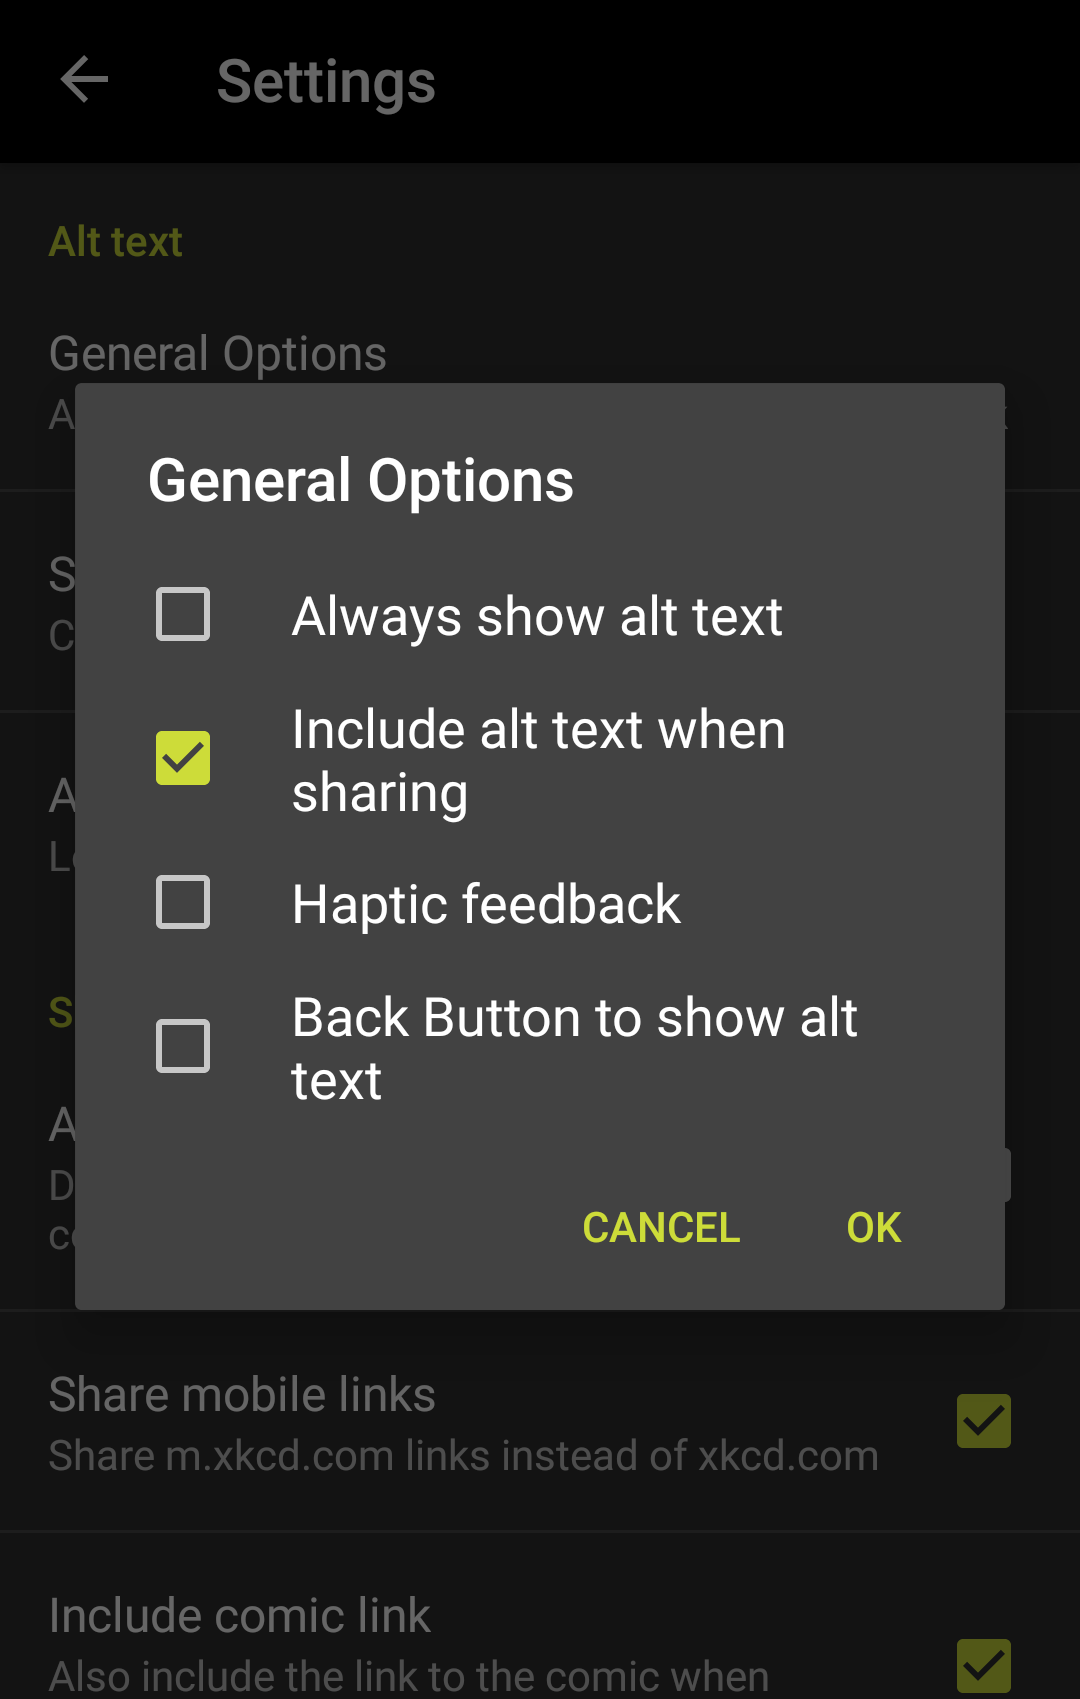 Settings
Alt text
General Options
General Options
Always show alt text
Include alt text when
sharing
Haptic feedback
Back Button to show alt
text
CANCEL
OK
Share mobile links
Share m.xkcd.com links instead of xkcd.com
Include comic link
Also include the link to the comic when